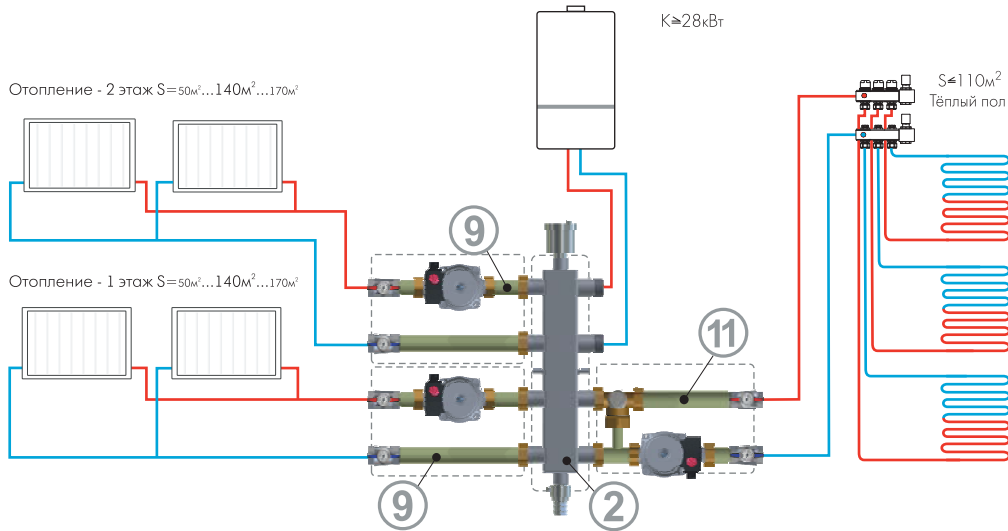 K≥28кВт
Отопление - 2 этаж S=50м²...140м²...170м²
S≤110м²
Тёплый пол
9
Отопление - 1 этаж S=50м²...140м²...170м²
11
9
2